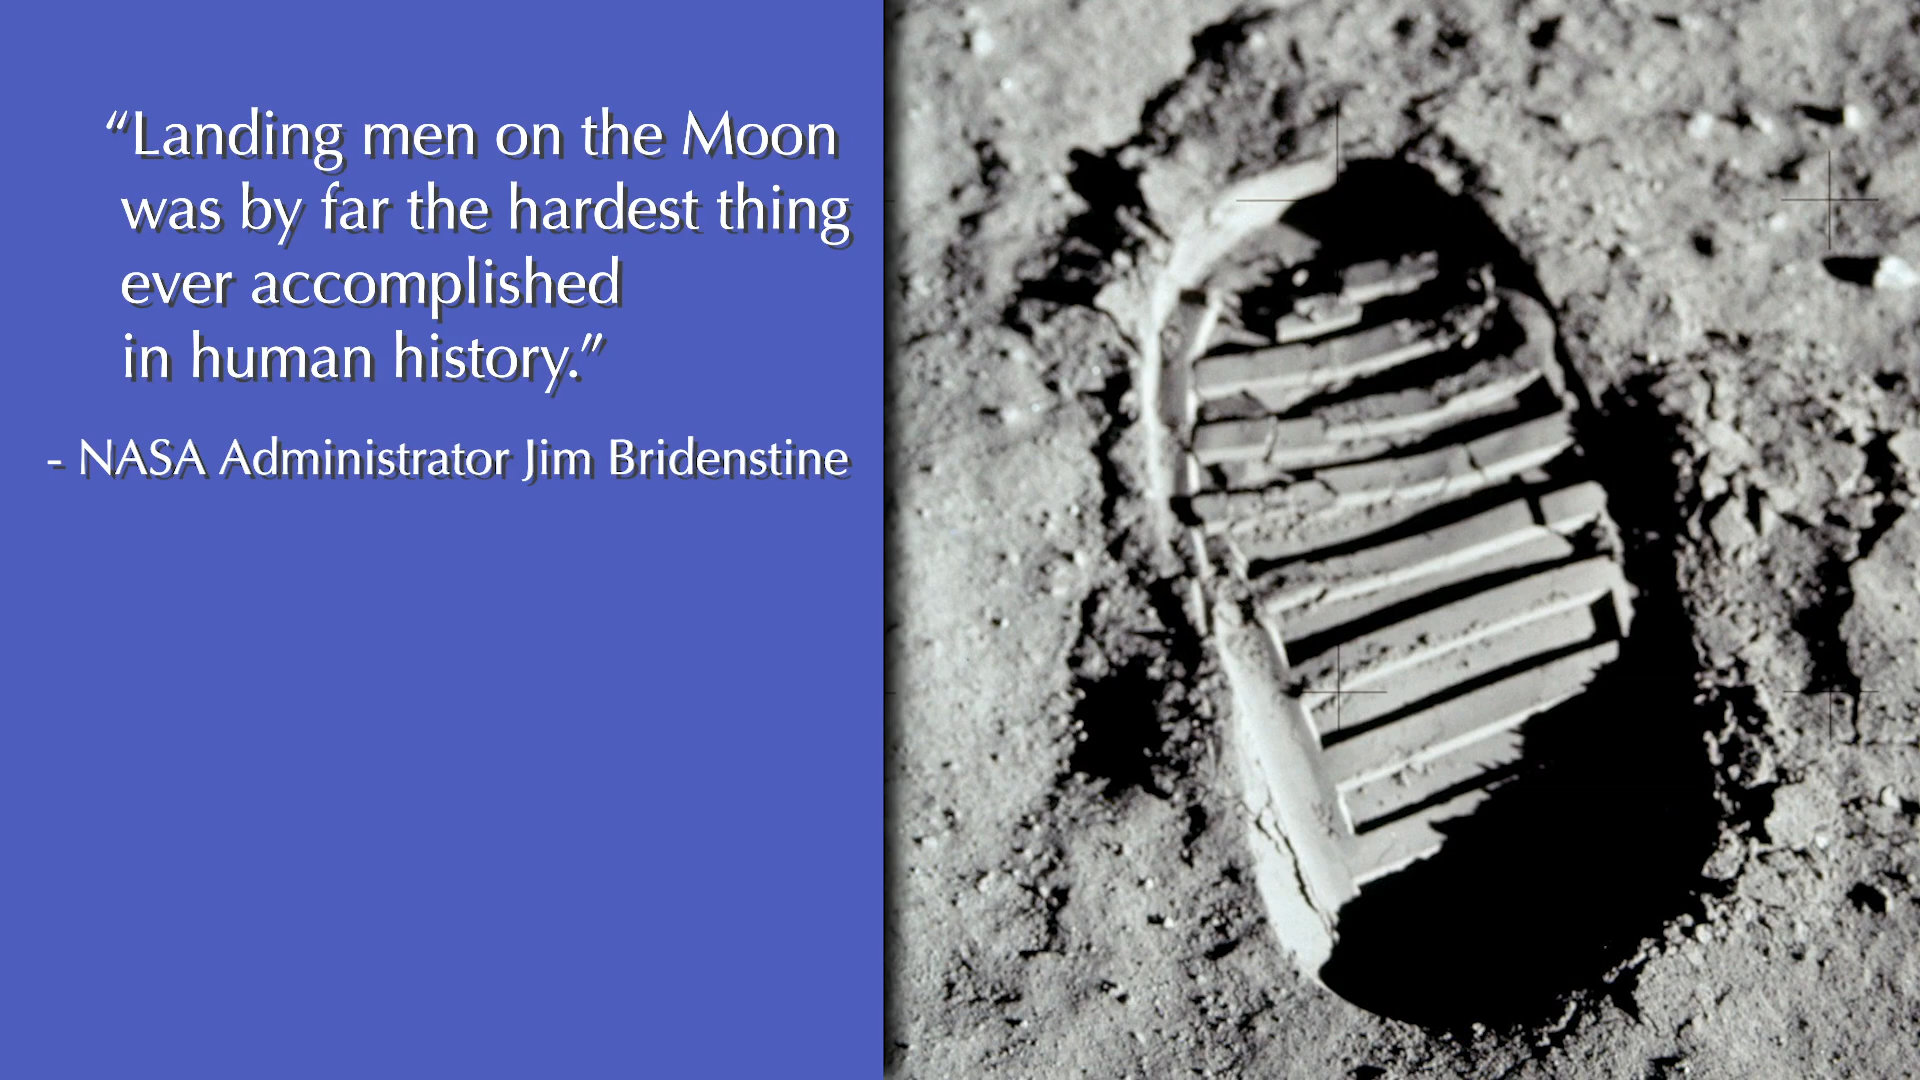 “Landing men on the Moon
was by far the hardest thing
ever accomplished
in human history.”
- NASA Administrator Jim Bridenstine